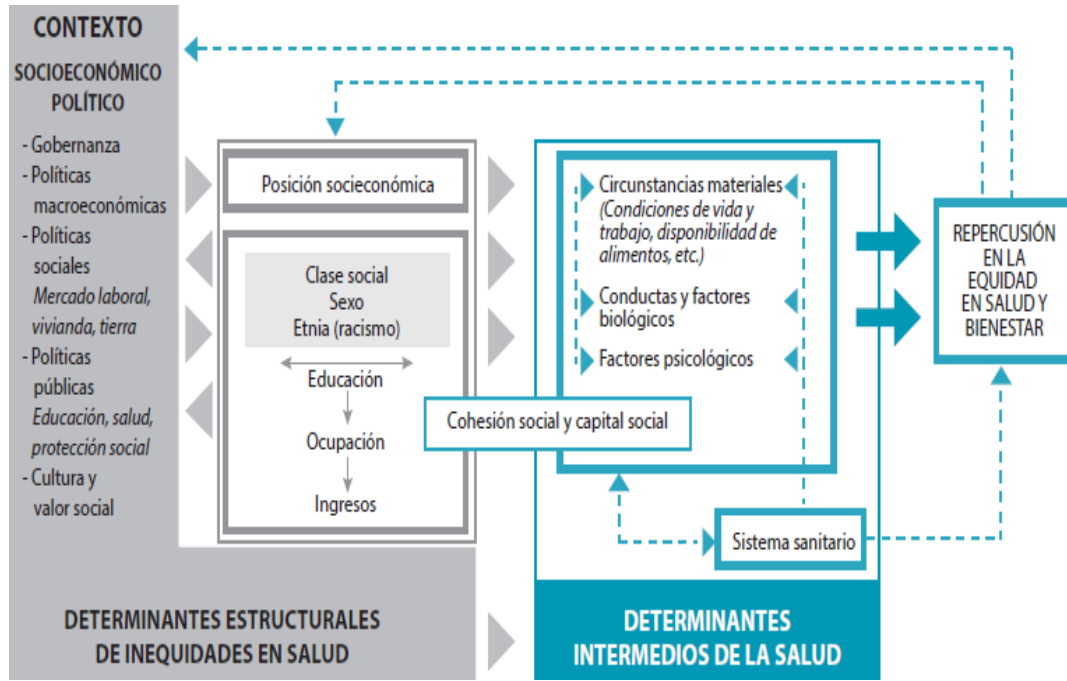 CONTEXTO
SOCIOECONÓMICO
POLÍTICO
- Gobernanza
- Políticas
macroeconómicas
- Políticas
sociales
Mercado laboral,
vivianda, tierra
- Políticas
públicas
Educación, salud,
protección social
- Cultura y
valor social
Posición socioeconómica
Clase social
Sexo
Etnia (racismo)
Educación
Ocupación
Ingresos
Cohesión social y capital social
Circunstancias materiales
(Condiciones de vida y
trabajo, disponibilidad de
alimentos, etc.)
Conductas y factores
biológicos
Factores psicológicos
Sistema sanitario
REPERCUSIÓN
EN LA
EQUIDAD
EN SALUD Y
BIENESTAR
DETERMINANTES ESTRUCTURALES
DE INEQUIDADES EN SALUD
DETERMINANTES
INTERMEDIOS DE LA SALUD